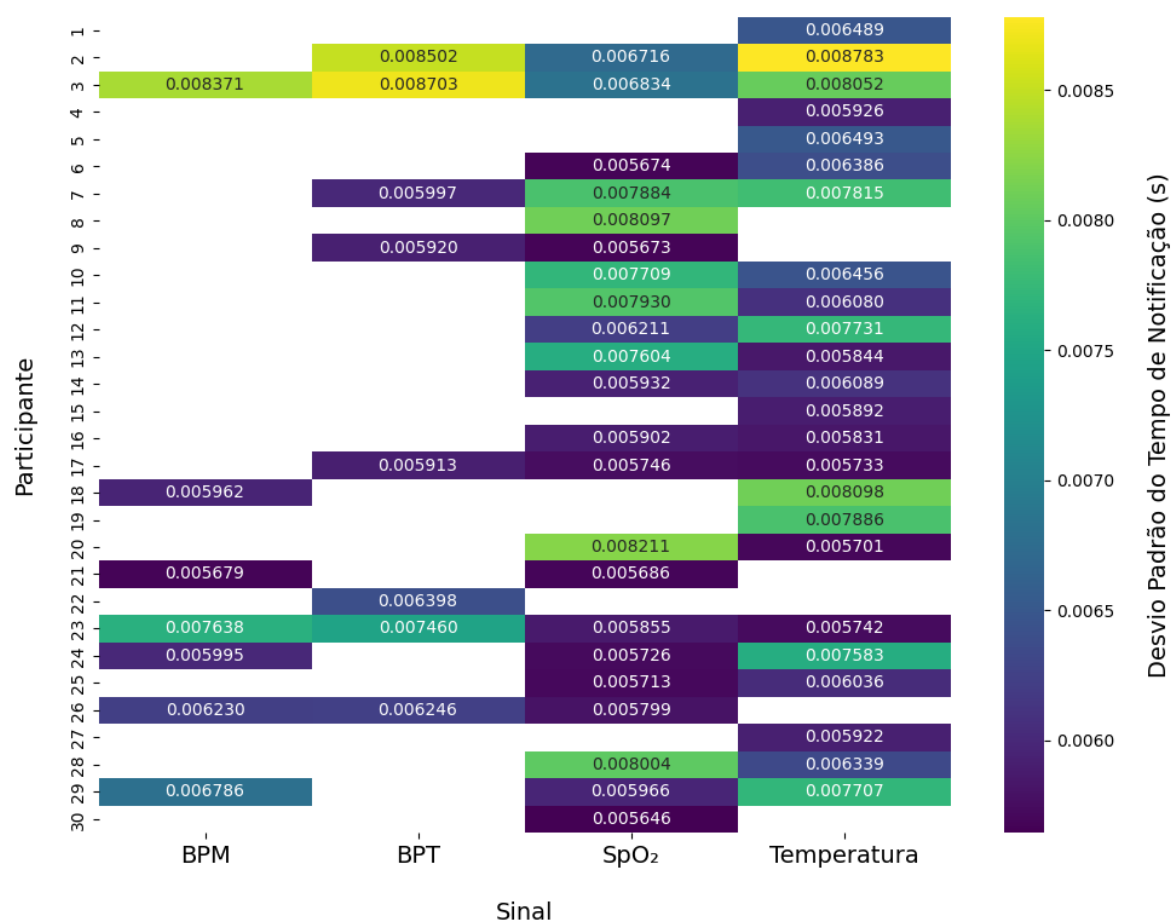 1 0.006489
2 0.008502 0.006716 0.008783
3 0.008371 0.008703 0.006834 0.008052
4 0.005926
5 0.006493
6 0.005674 0.006386
7 0.005997 0.007884 0.007815
8 0.008097
9 0.005920 0.005673
10 0.007709 0.006456
11 0.007930 0.006080
12 0.006211 0.007731
13 0.007604 0.005844
14 0.005932 0.006089
15 0.005892
16 0.005902 0.005831
17 0.005913 0.005746 0.005733
18 0.005962 0.008098
19 0.007886
20 0.008211 0.005701
21 0.005679 0.005686
22 0.006398
23 0.007638 0.007460 0.005855 0.005742
24 0.005995 0.005726 0.007583
25 0.005713 0.006036
26 0.006230 0.006246 0.005799
27 0.005922
28 0.008004 0.006339
29 0.006786 0.005966 0.007707
30 0.005646
BPM BPT SpO₂ Temperatura
Sinal
Participante
0.0085
0.0080
0.0075
0.0070
0.0065
0.0060
Desvio Padrão do Tempo de Notificação (s)